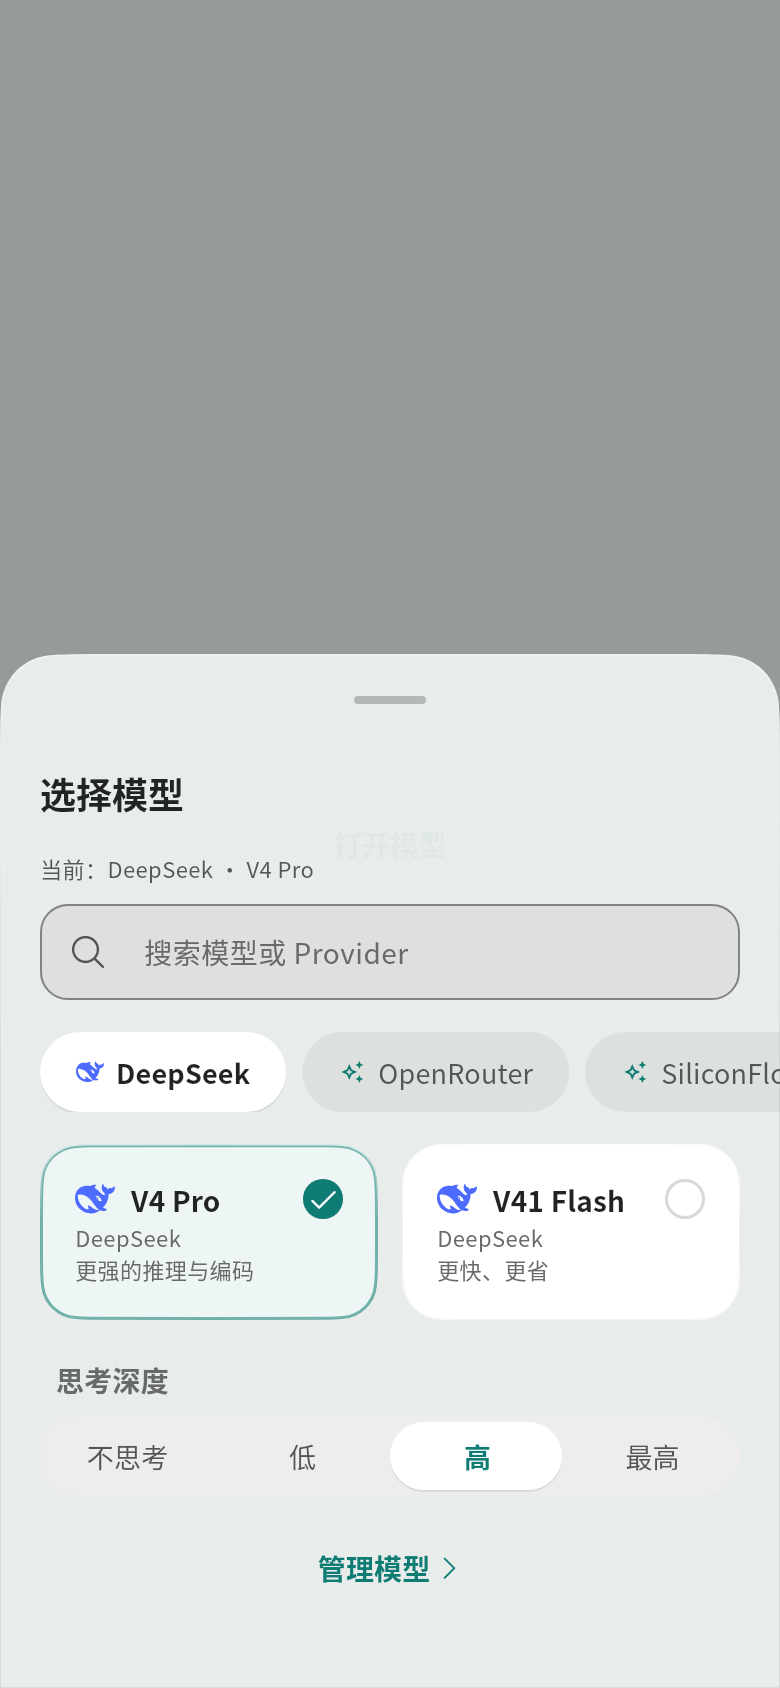 选择模型
打开模型
当前：DeepSeek · V4 Pro
搜索模型或 Provider
DeepSeek
OpenRouter
SiliconFlo
V4 Pro
DeepSeek
更强的推理与编码
V41 Flash
DeepSeek
更快、更省
思考深度
不思考
低
高
最高
管理模型